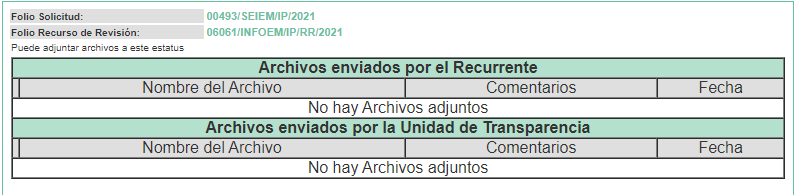 Folio Solicitud: 00493/SEIEM/IP/2021
Folio Recurso de Revisión: 06061/INFOEM/IP/RR/2021
Puede adjuntar archivos a este estatus
Archivos enviados por el Recurrente
Nombre del Archivo Comentarios Fecha
No hay Archivos adjuntos
Archivos enviados por la Unidad de Transparencia
Nombre del Archivo Comentarios Fecha
No hay Archivos adjuntos